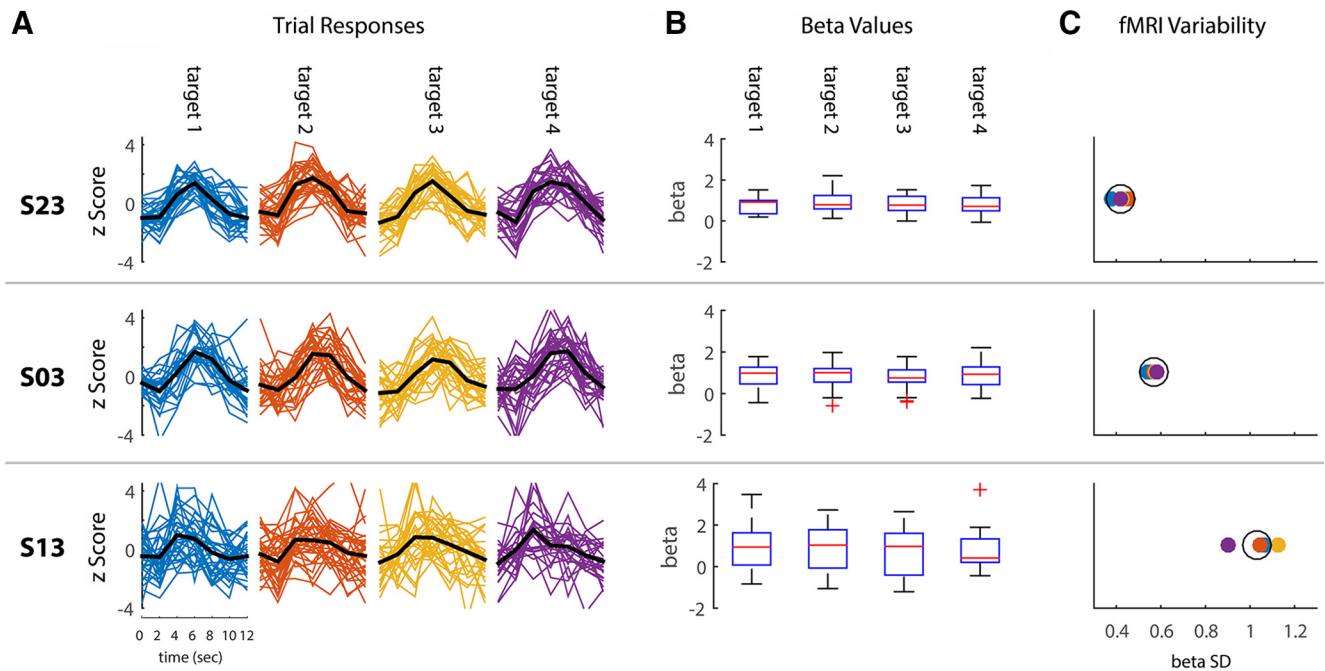 A Trial Responses B Beta Values C fMRI Variability
target 1 target 2 target 3 target 4 target 1 target 2 target 3 target 4
S23 z Score 4 0 -4 beta 4 2 0 -2
S03 z Score 4 0 -4 beta 4 2 0 -2
S13 z Score 4 0 -4 beta 4 2 0 -2
0 2 4 6 8 10 12 0.4 0.6 0.8 1 1.2
time (sec) beta SD